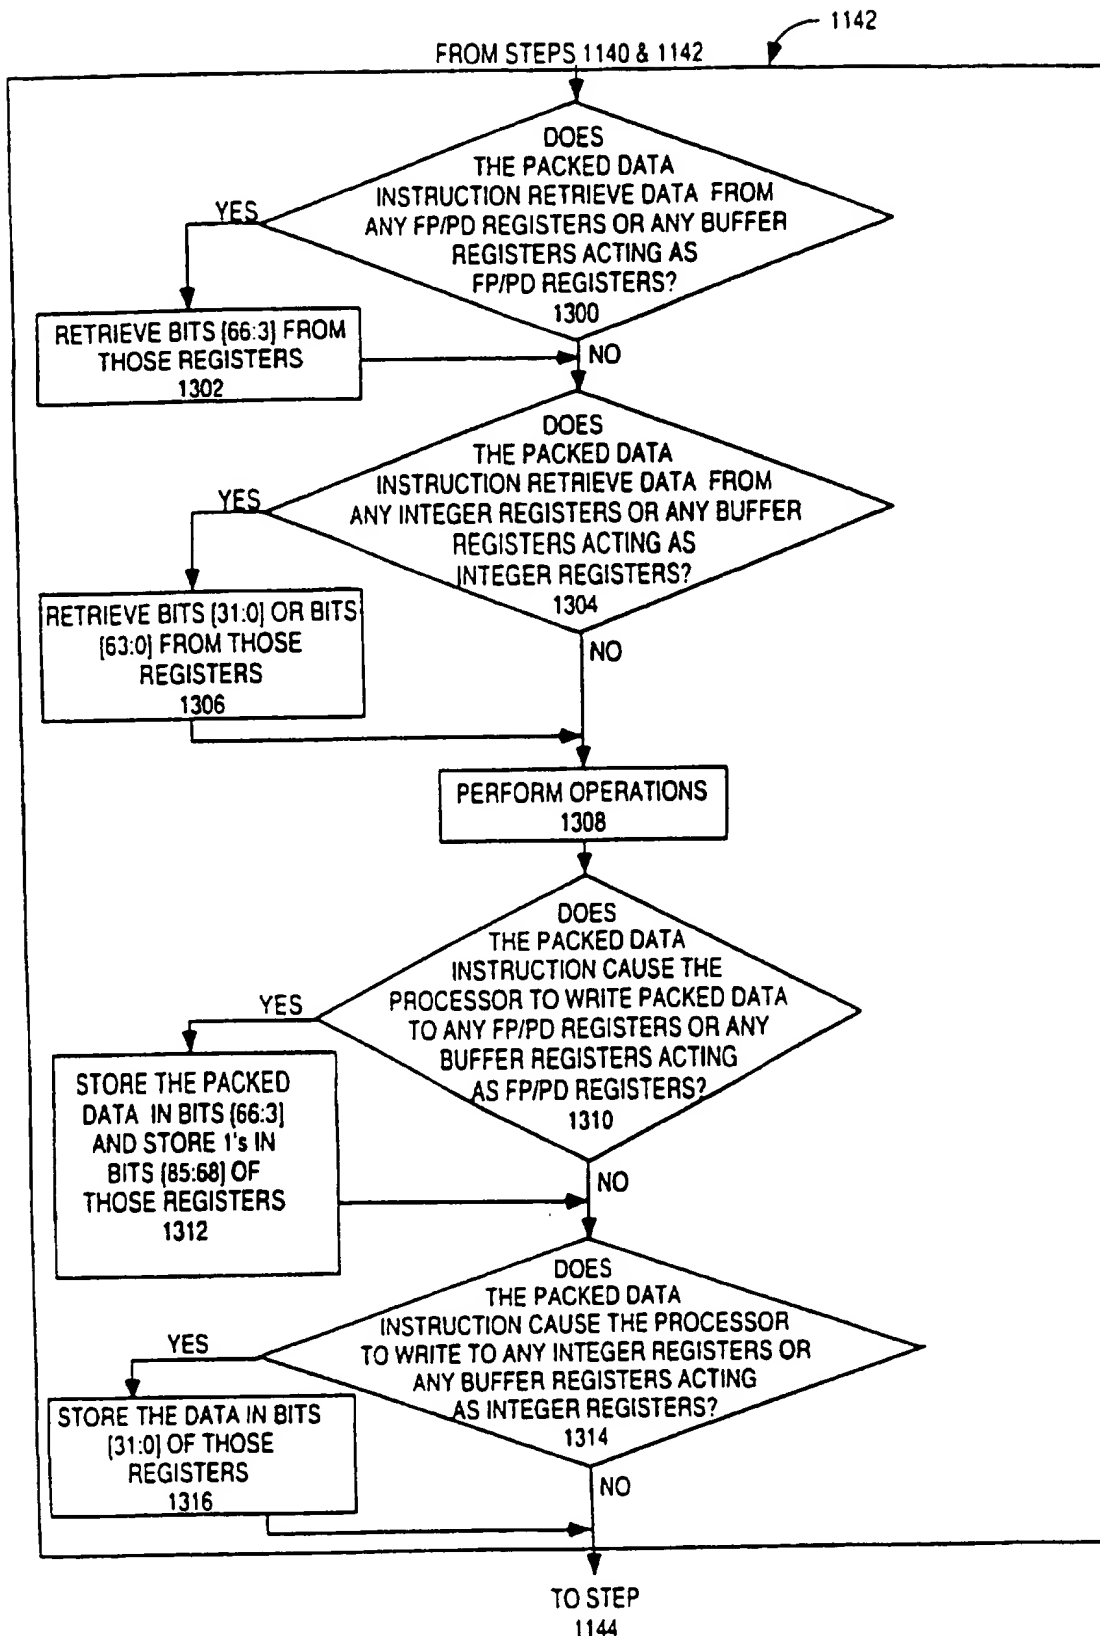 1142
FROM STEPS 1140 & 1142
DOES
THE PACKED DATA
INSTRUCTION RETRIEVE DATA FROM
ANY FP/PD REGISTERS OR ANY BUFFER
REGISTERS ACTING AS
FP/PD REGISTERS?
1300
YES
RETRIEVE BITS [66:3] FROM
THOSE REGISTERS
1302
NO
DOES
THE PACKED DATA
INSTRUCTION RETRIEVE DATA FROM
ANY INTEGER REGISTERS OR ANY BUFFER
REGISTERS ACTING AS
INTEGER REGISTERS?
1304
YES
RETRIEVE BITS [31:0] OR BITS
[63:0] FROM THOSE
REGISTERS
1306
NO
PERFORM OPERATIONS
1308
DOES
THE PACKED DATA
INSTRUCTION CAUSE THE
PROCESSOR TO WRITE PACKED DATA
TO ANY FP/PD REGISTERS OR ANY
BUFFER REGISTERS ACTING
AS FP/PD REGISTERS?
1310
YES
STORE THE PACKED
DATA IN BITS [66:3]
AND STORE 1's IN
BITS [85:68] OF
THOSE REGISTERS
1312
NO
DOES
THE PACKED DATA
INSTRUCTION CAUSE THE PROCESSOR
TO WRITE TO ANY INTEGER REGISTERS OR
ANY BUFFER REGISTERS ACTING
AS INTEGER REGISTERS?
1314
YES
STORE THE DATA IN BITS
[31:0] OF THOSE
REGISTERS
1316
NO
TO STEP
1144